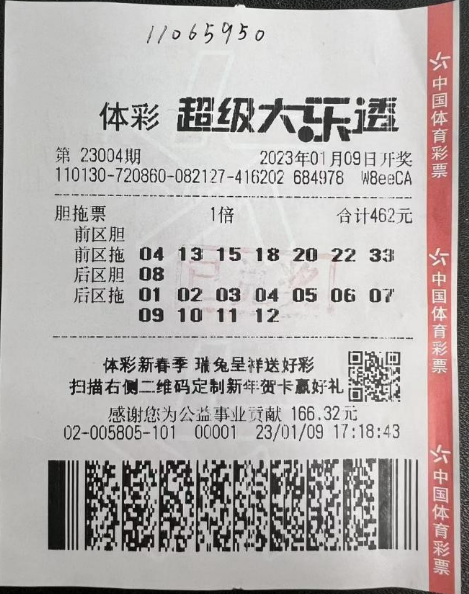 11065950
体彩 超级大乐透
第 23004期 2023年01月09日开奖
110130-720860-082127-416202 684978 W8eeCA
胆拖票 1倍 合计462元
前区胆
前区拖 04 13 15 18 20 22 33
后区胆 08
后区拖 01 02 03 04 05 06 07
09 10 11 12
体彩新春季 瑞兔呈祥送好彩
扫描右侧二维码定制新年贺卡赢好礼
感谢您为公益事业贡献 166.32元
02-005805-101 00001 23/01/09 17:18:43
中国体育彩票
中国体育彩票
中国体育彩票